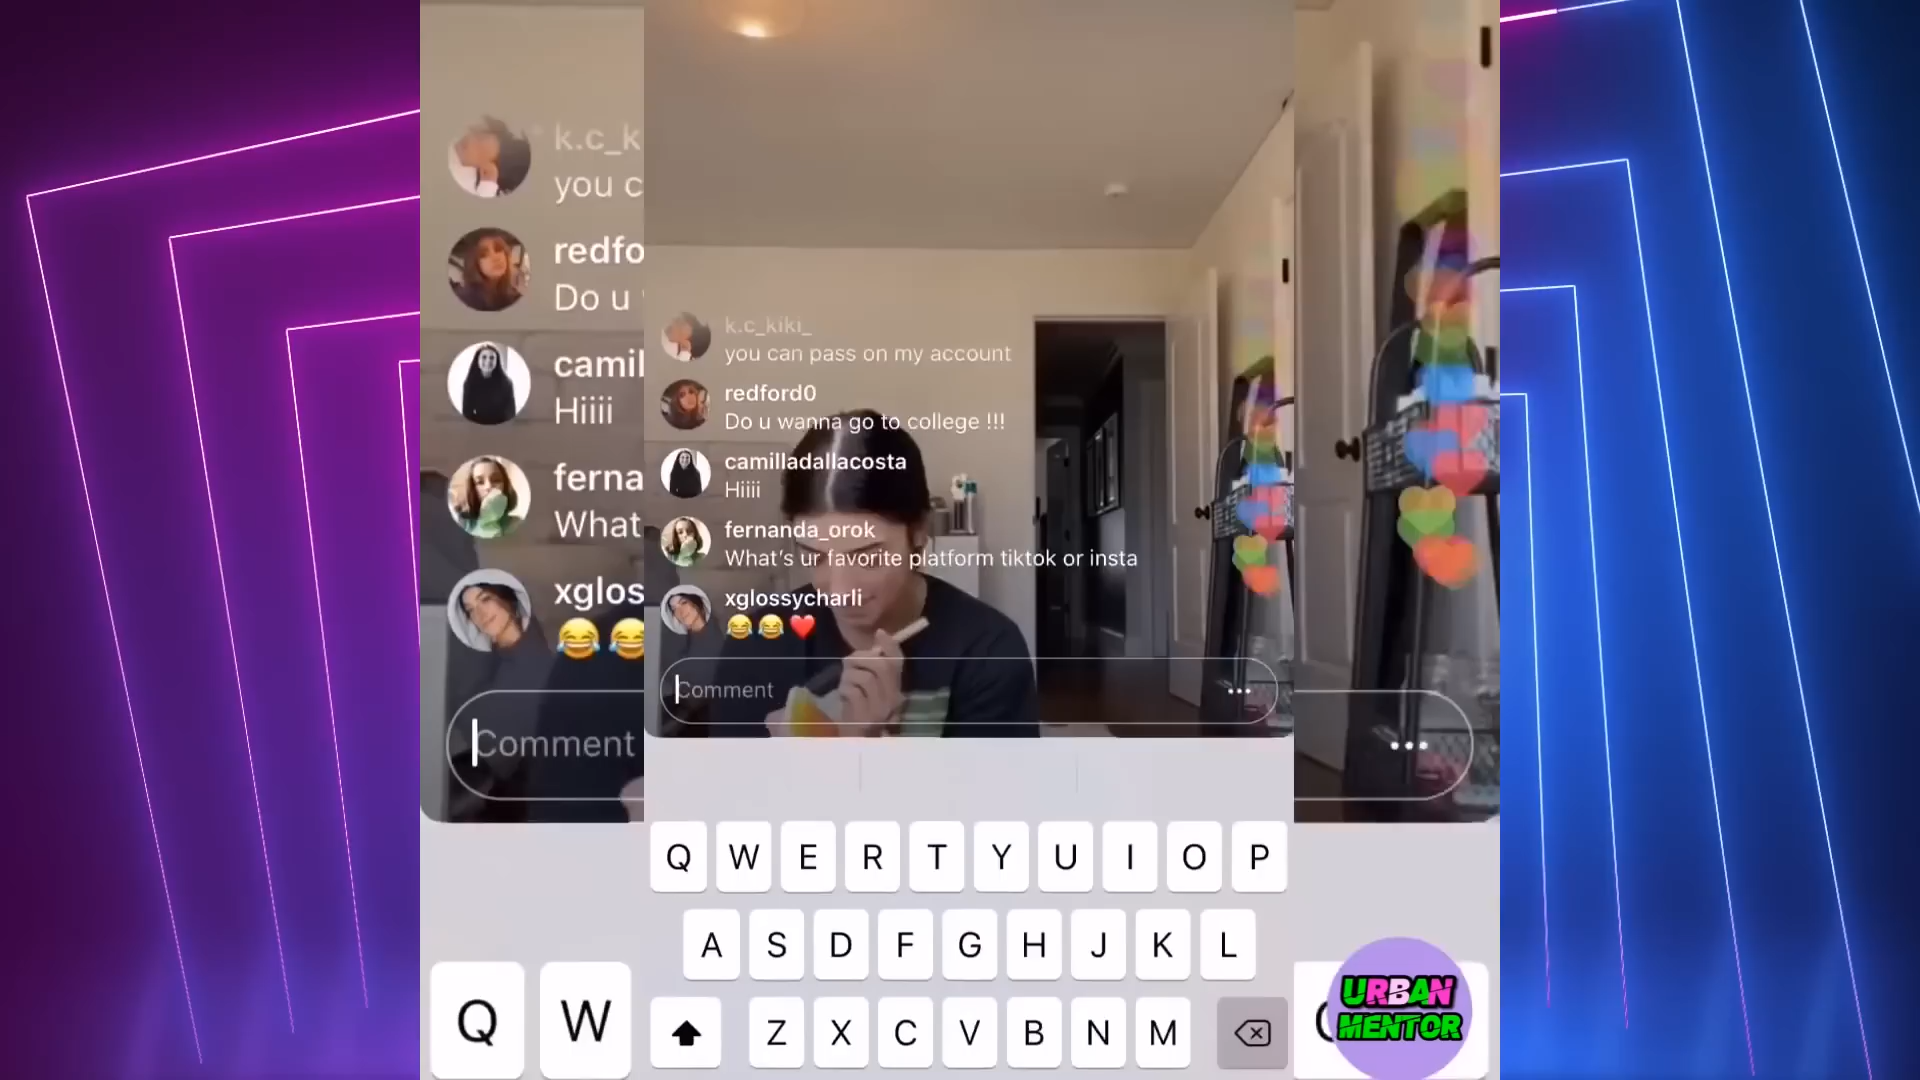 k.c_k
you c
redfo
Do u
camil
Hiiii
ferna
What
xglos
😂😂
Comment
Q W
k.c_kiki_
you can pass on my account
redford0
Do u wanna go to college !!!
camilladallacosta
Hiiii
fernanda_orok
What's ur favorite platform tiktok or insta
xglossycharli
😂😂❤️
Comment
Q W E R T Y U I O P
A S D F G H J K L
Z X C V B N M
URBAN
MENTOR